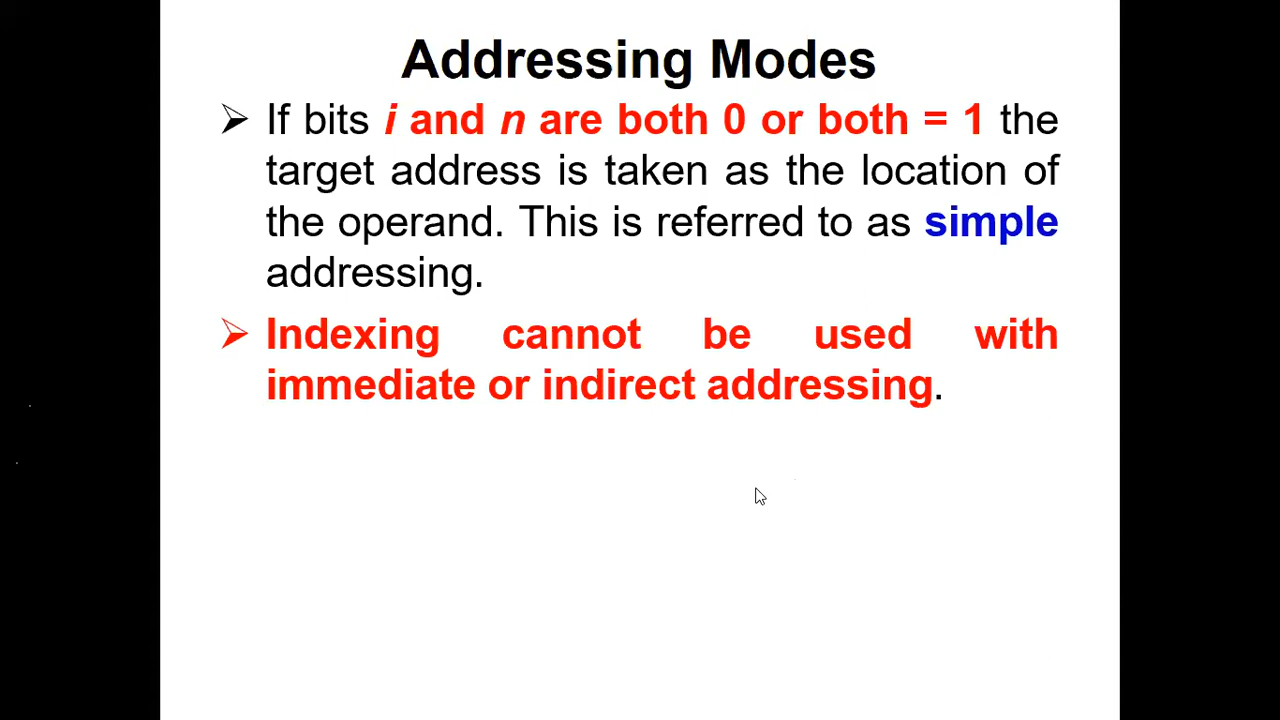 Addressing Modes
If bits i and n are both 0 or both = 1 the
target address is taken as the location of
the operand. This is referred to as simple
addressing.
Indexing cannot be used with
immediate or indirect addressing.